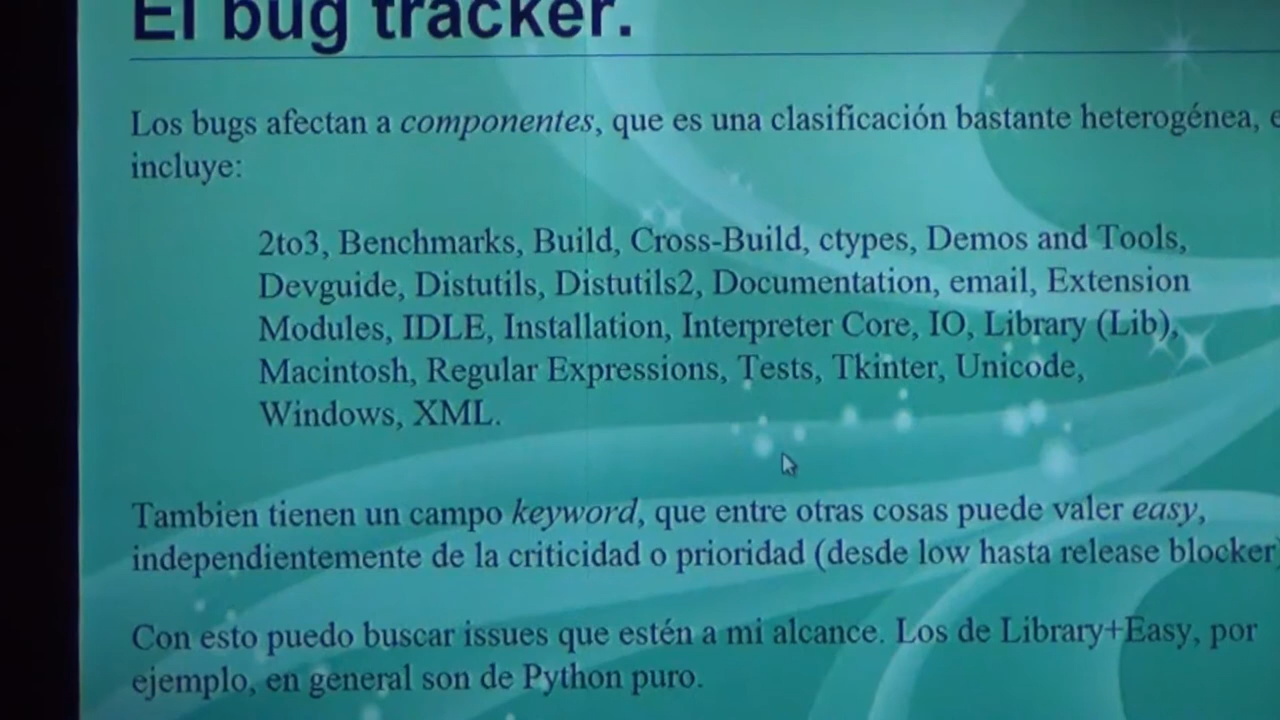 El bug tracker.
Los bugs afectan a componentes, que es una clasificación bastante heterogénea, e
incluye:
2to3, Benchmarks, Build, Cross-Build, ctypes, Demos and Tools,
Devguide, Distutils, Distutils2, Documentation, email, Extension
Modules, IDLE, Installation, Interpreter Core, IO, Library (Lib),
Macintosh, Regular Expressions, Tests, Tkinter, Unicode,
Windows, XML.
Tambien tienen un campo keyword, que entre otras cosas puede valer easy,
independientemente de la criticidad o prioridad (desde low hasta release blocker)
Con esto puedo buscar issues que estén a mi alcance. Los de Library+Easy, por
ejemplo, en general son de Python puro.